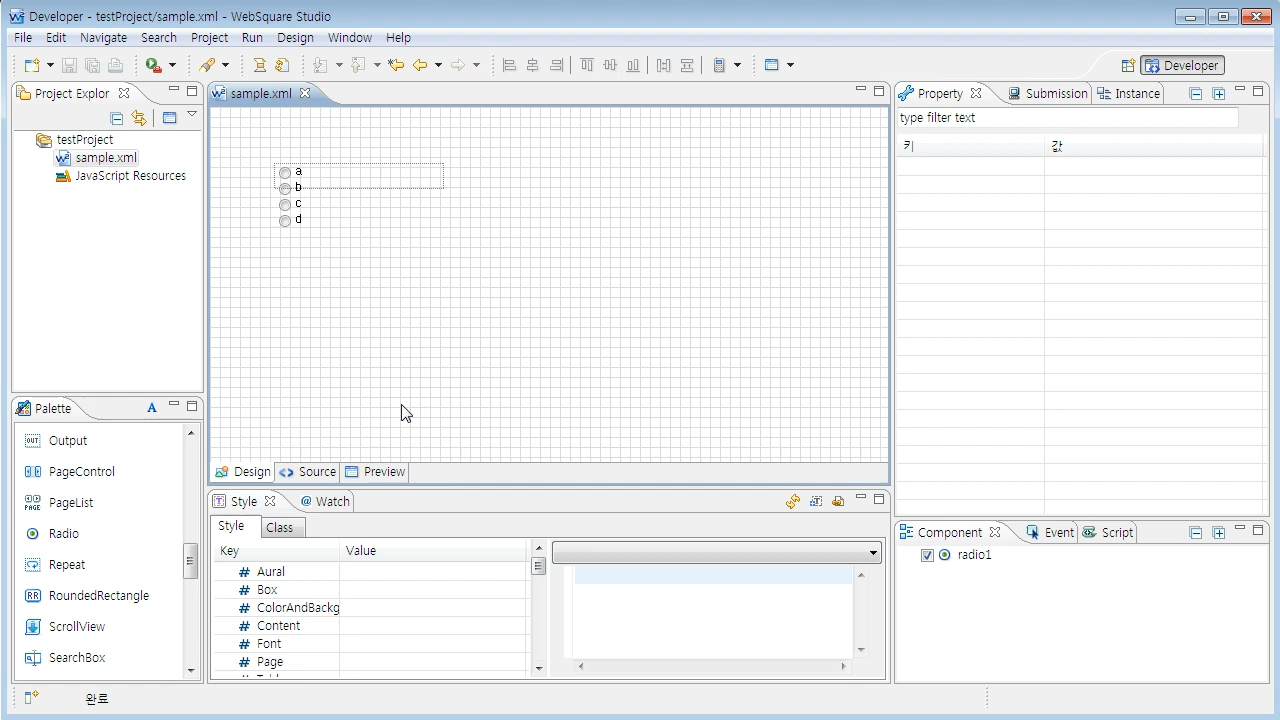 Developer - testProject/sample.xml - WebSquare Studio
File Edit Navigate Search Project Run Design Window Help
Developer
Project Explor
testProject
sample.xml
JavaScript Resources
sample.xml
a
b
c
d
Design Source Preview
Property Submission Instance
type filter text
키 값
Palette A
OUT Output
PageControl
PAGE PageList
Radio
Repeat
RR RoundedRectangle
ScrollView
SearchBox
Style @ Watch
Style Class
Key Value
# Aural
# Box
# ColorAndBackg
# Content
# Font
# Page
Component Event Script
radio1
완료